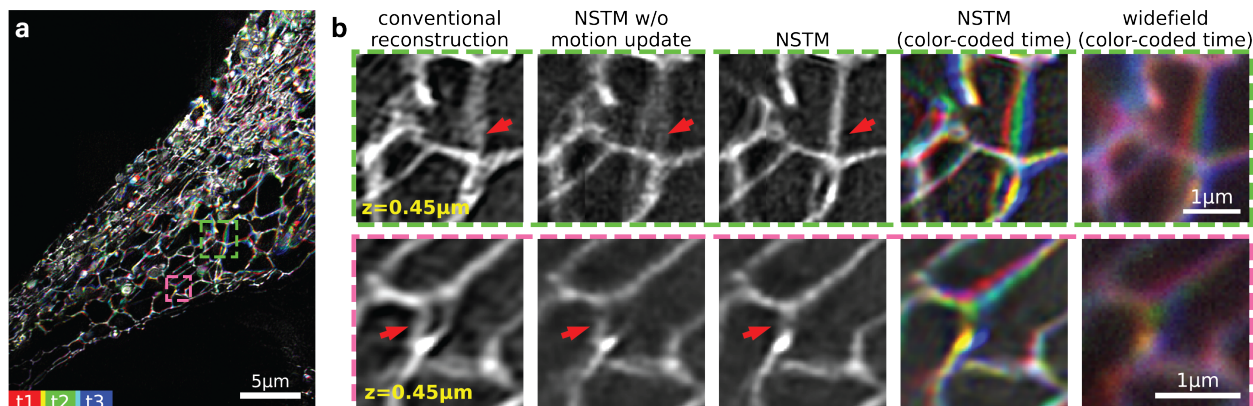 a
b
conventional
reconstruction
NSTM w/o
motion update
NSTM
NSTM
(color-coded time)
widefield
(color-coded time)
z=0.45μm
1μm
z=0.45μm
1μm
5μm
t1 t2 t3